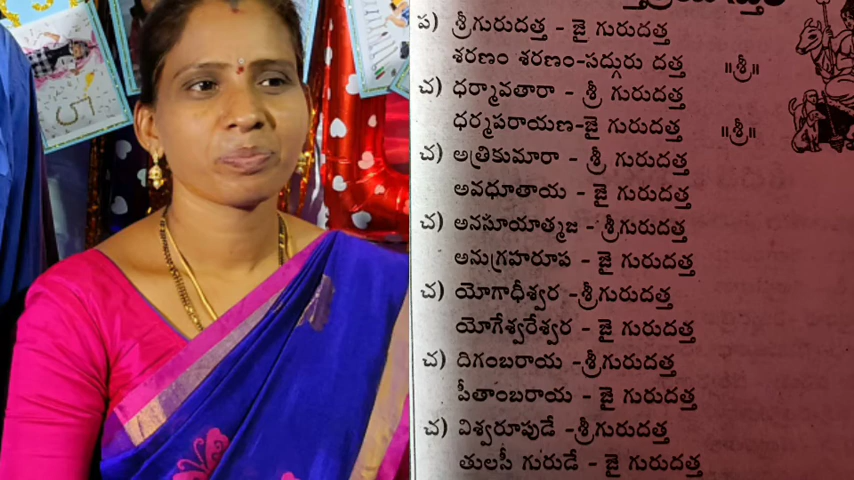 ప) శ్రీగురుదత్త - జై గురుదత్త
శరణం శరణం-సద్గురు దత్త ॥శ్రీ॥
చ) ధర్మావతారా - శ్రీ గురుదత్త
ధర్మపరాయణ-జై గురుదత్త ॥శ్రీ॥
చ) అత్రికుమారా - శ్రీ గురుదత్త
అవధూతాయ - జై గురుదత్త
చ) అనసూయాత్మజ - శ్రీగురుదత్త
అనుగ్రహరూప - జై గురుదత్త
చ) యోగాధీశ్వర -శ్రీగురుదత్త
యోగేశ్వరేశ్వర - జై గురుదత్త
చ) దిగంబరాయ -శ్రీగురుదత్త
పీతాంబరాయ - జై గురుదత్త
చ) విశ్వరూపుడే -శ్రీగురుదత్త
తులసీ గురుడే - జై గురుదత్త